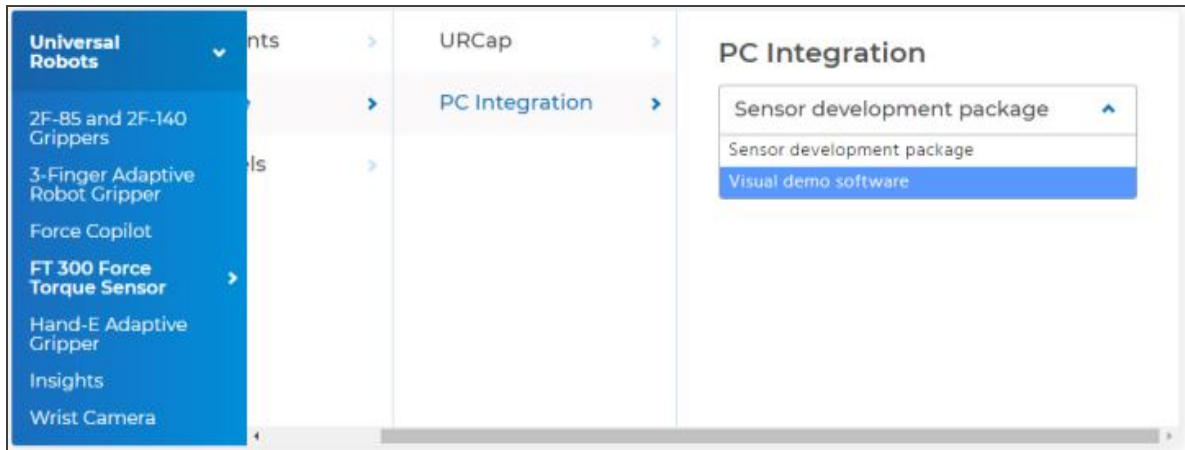 Universal
Robots
2F-85 and 2F-140
Grippers
3-Finger Adaptive
Robot Gripper
Force Copilot
FT 300 Force
Torque Sensor
Hand-E Adaptive
Gripper
Insights
Wrist Camera
nts
ls
URCap
PC Integration
PC Integration
Sensor development package
Sensor development package
Visual demo software